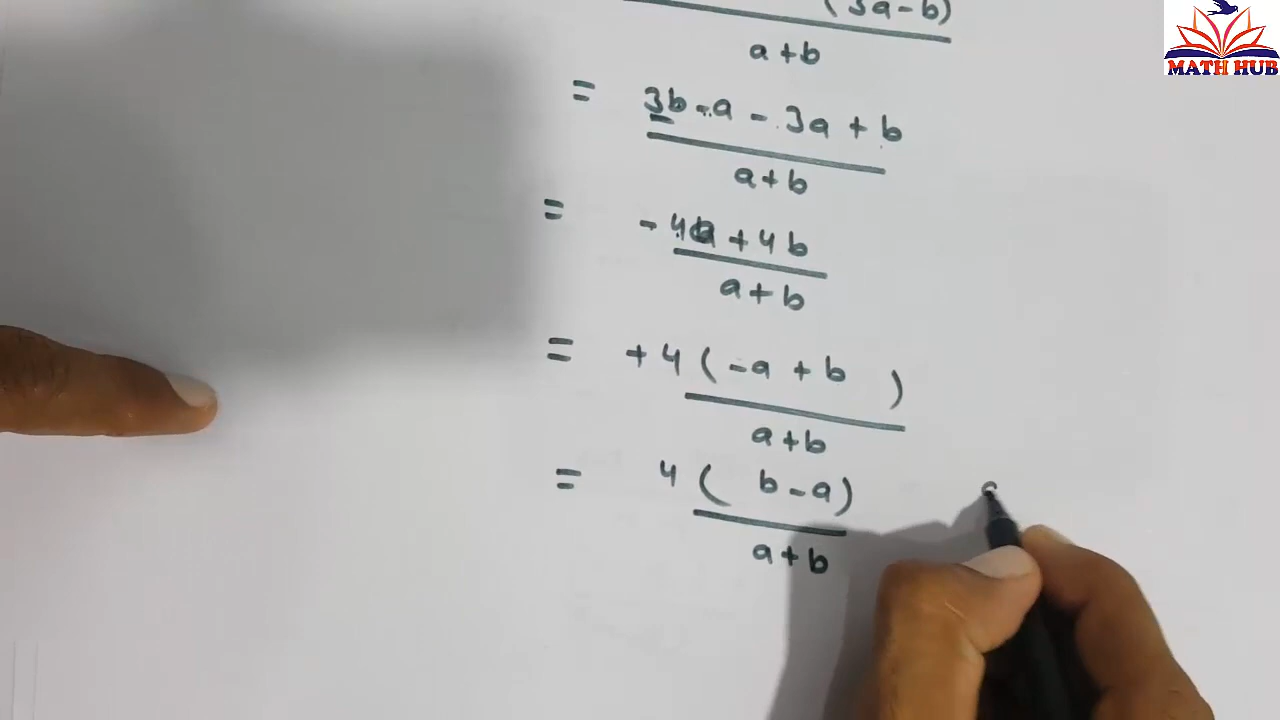 (3a-b)
a+b
= 3b-a-3a+b
a+b
= -4a+4b
a+b
= +4(-a+b)
a+b
= 4(b-a)
a+b
MATH HUB